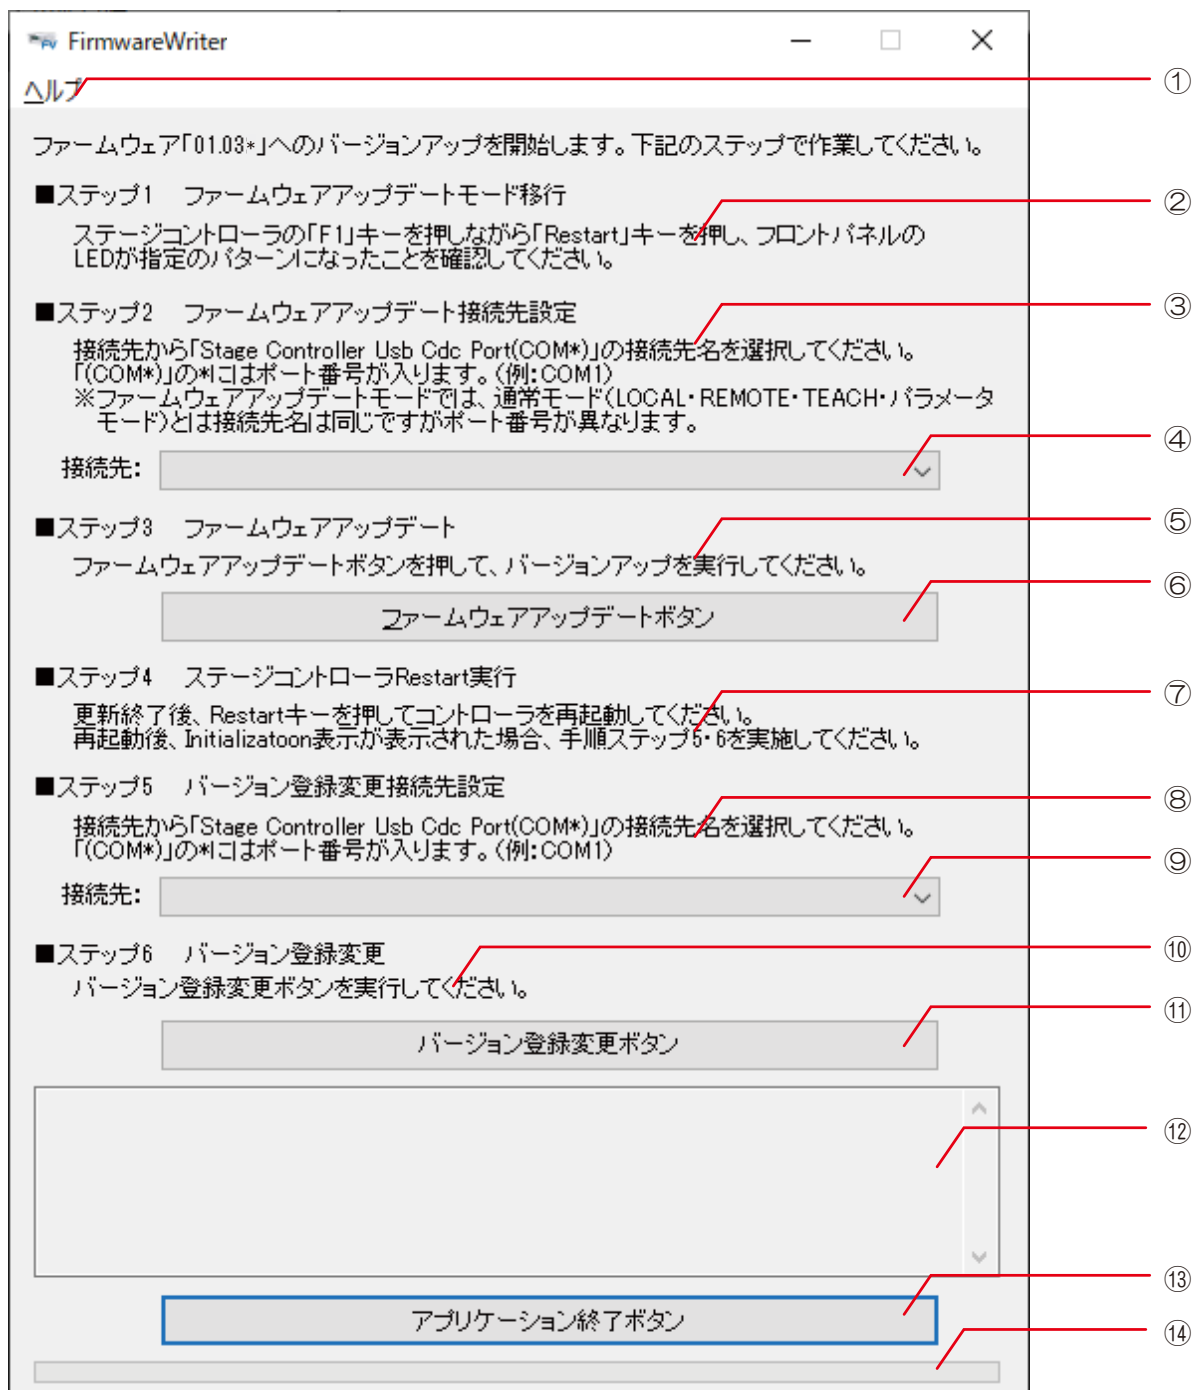 FirmwareWriter
ヘルプ
①
ファームウェア「01.03*」へのバージョンアップを開始します。下記のステップで作業してください。
■ステップ1 ファームウェアアップデートモード移行
②
ステージコントローラの「F1」キーを押しながら「Restart」キーを押し、フロントパネルの
LEDが指定のパターンになったことを確認してください。
■ステップ2 ファームウェアアップデート接続先設定
③
接続先から「Stage Controller Usb Cdc Port(COM*)」の接続先名を選択してください。
「(COM*)」の*にはポート番号が入ります。(例:COM1)
※ファームウェアアップデートモードでは、通常モード(LOCAL・REMOTE・TEACH・パラメータ
モード)とは接続先名は同じですがポート番号が異なります。
④
接続先:
■ステップ3 ファームウェアアップデート
⑤
ファームウェアアップデートボタンを押して、バージョンアップを実行してください。
⑥
ファームウェアアップデートボタン
■ステップ4 ステージコントローラRestart実行
⑦
更新終了後、Restartキーを押してコントローラを再起動してください。
再起動後、Initializatoon表示が表示された場合、手順ステップ5・6を実施してください。
■ステップ5 バージョン登録変更接続先設定
⑧
接続先から「Stage Controller Usb Cdc Port(COM*)」の接続先名を選択してください。
「(COM*)」の*にはポート番号が入ります。(例:COM1)
⑨
接続先:
■ステップ6 バージョン登録変更
⑩
バージョン登録変更ボタンを実行してください。
⑪
バージョン登録変更ボタン
⑫
⑬
アプリケーション終了ボタン
⑭